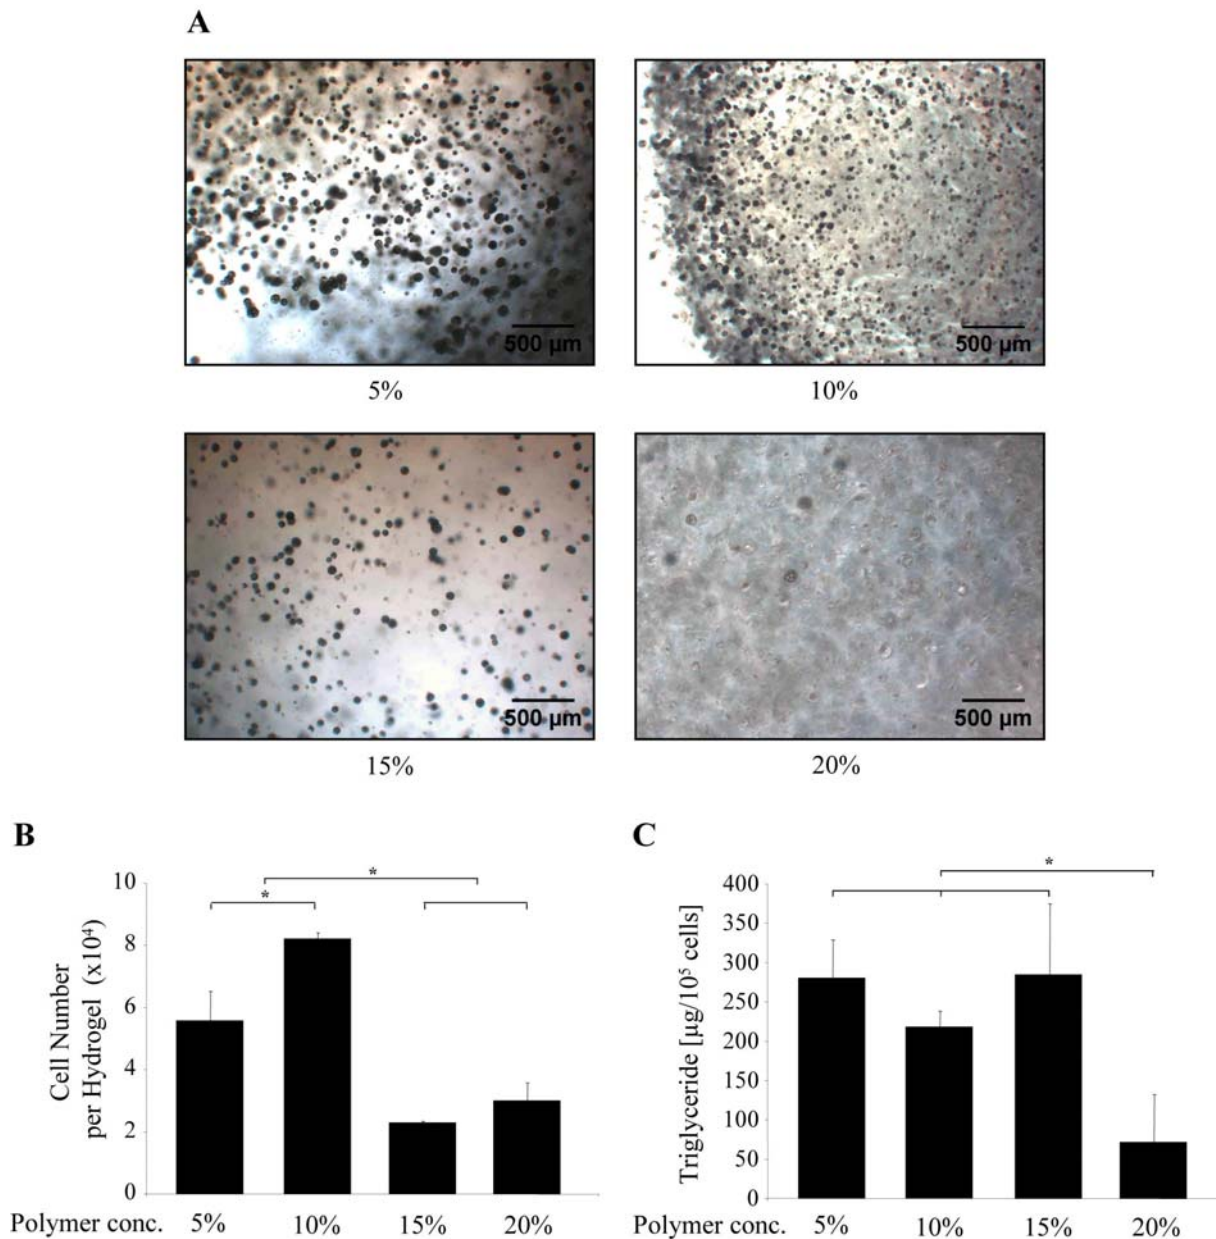 A
500 µm
500 µm
5%
10%
500 µm
500 µm
15%
20%
B
10
8
6
4
2
0
Cell Number
per Hydrogel (x10⁴)
*
*
Polymer conc. 5% 10% 15% 20%
C
400
350
300
250
200
150
100
50
0
Triglyceride [µg/10⁵ cells]
*
Polymer conc. 5% 10% 15% 20%